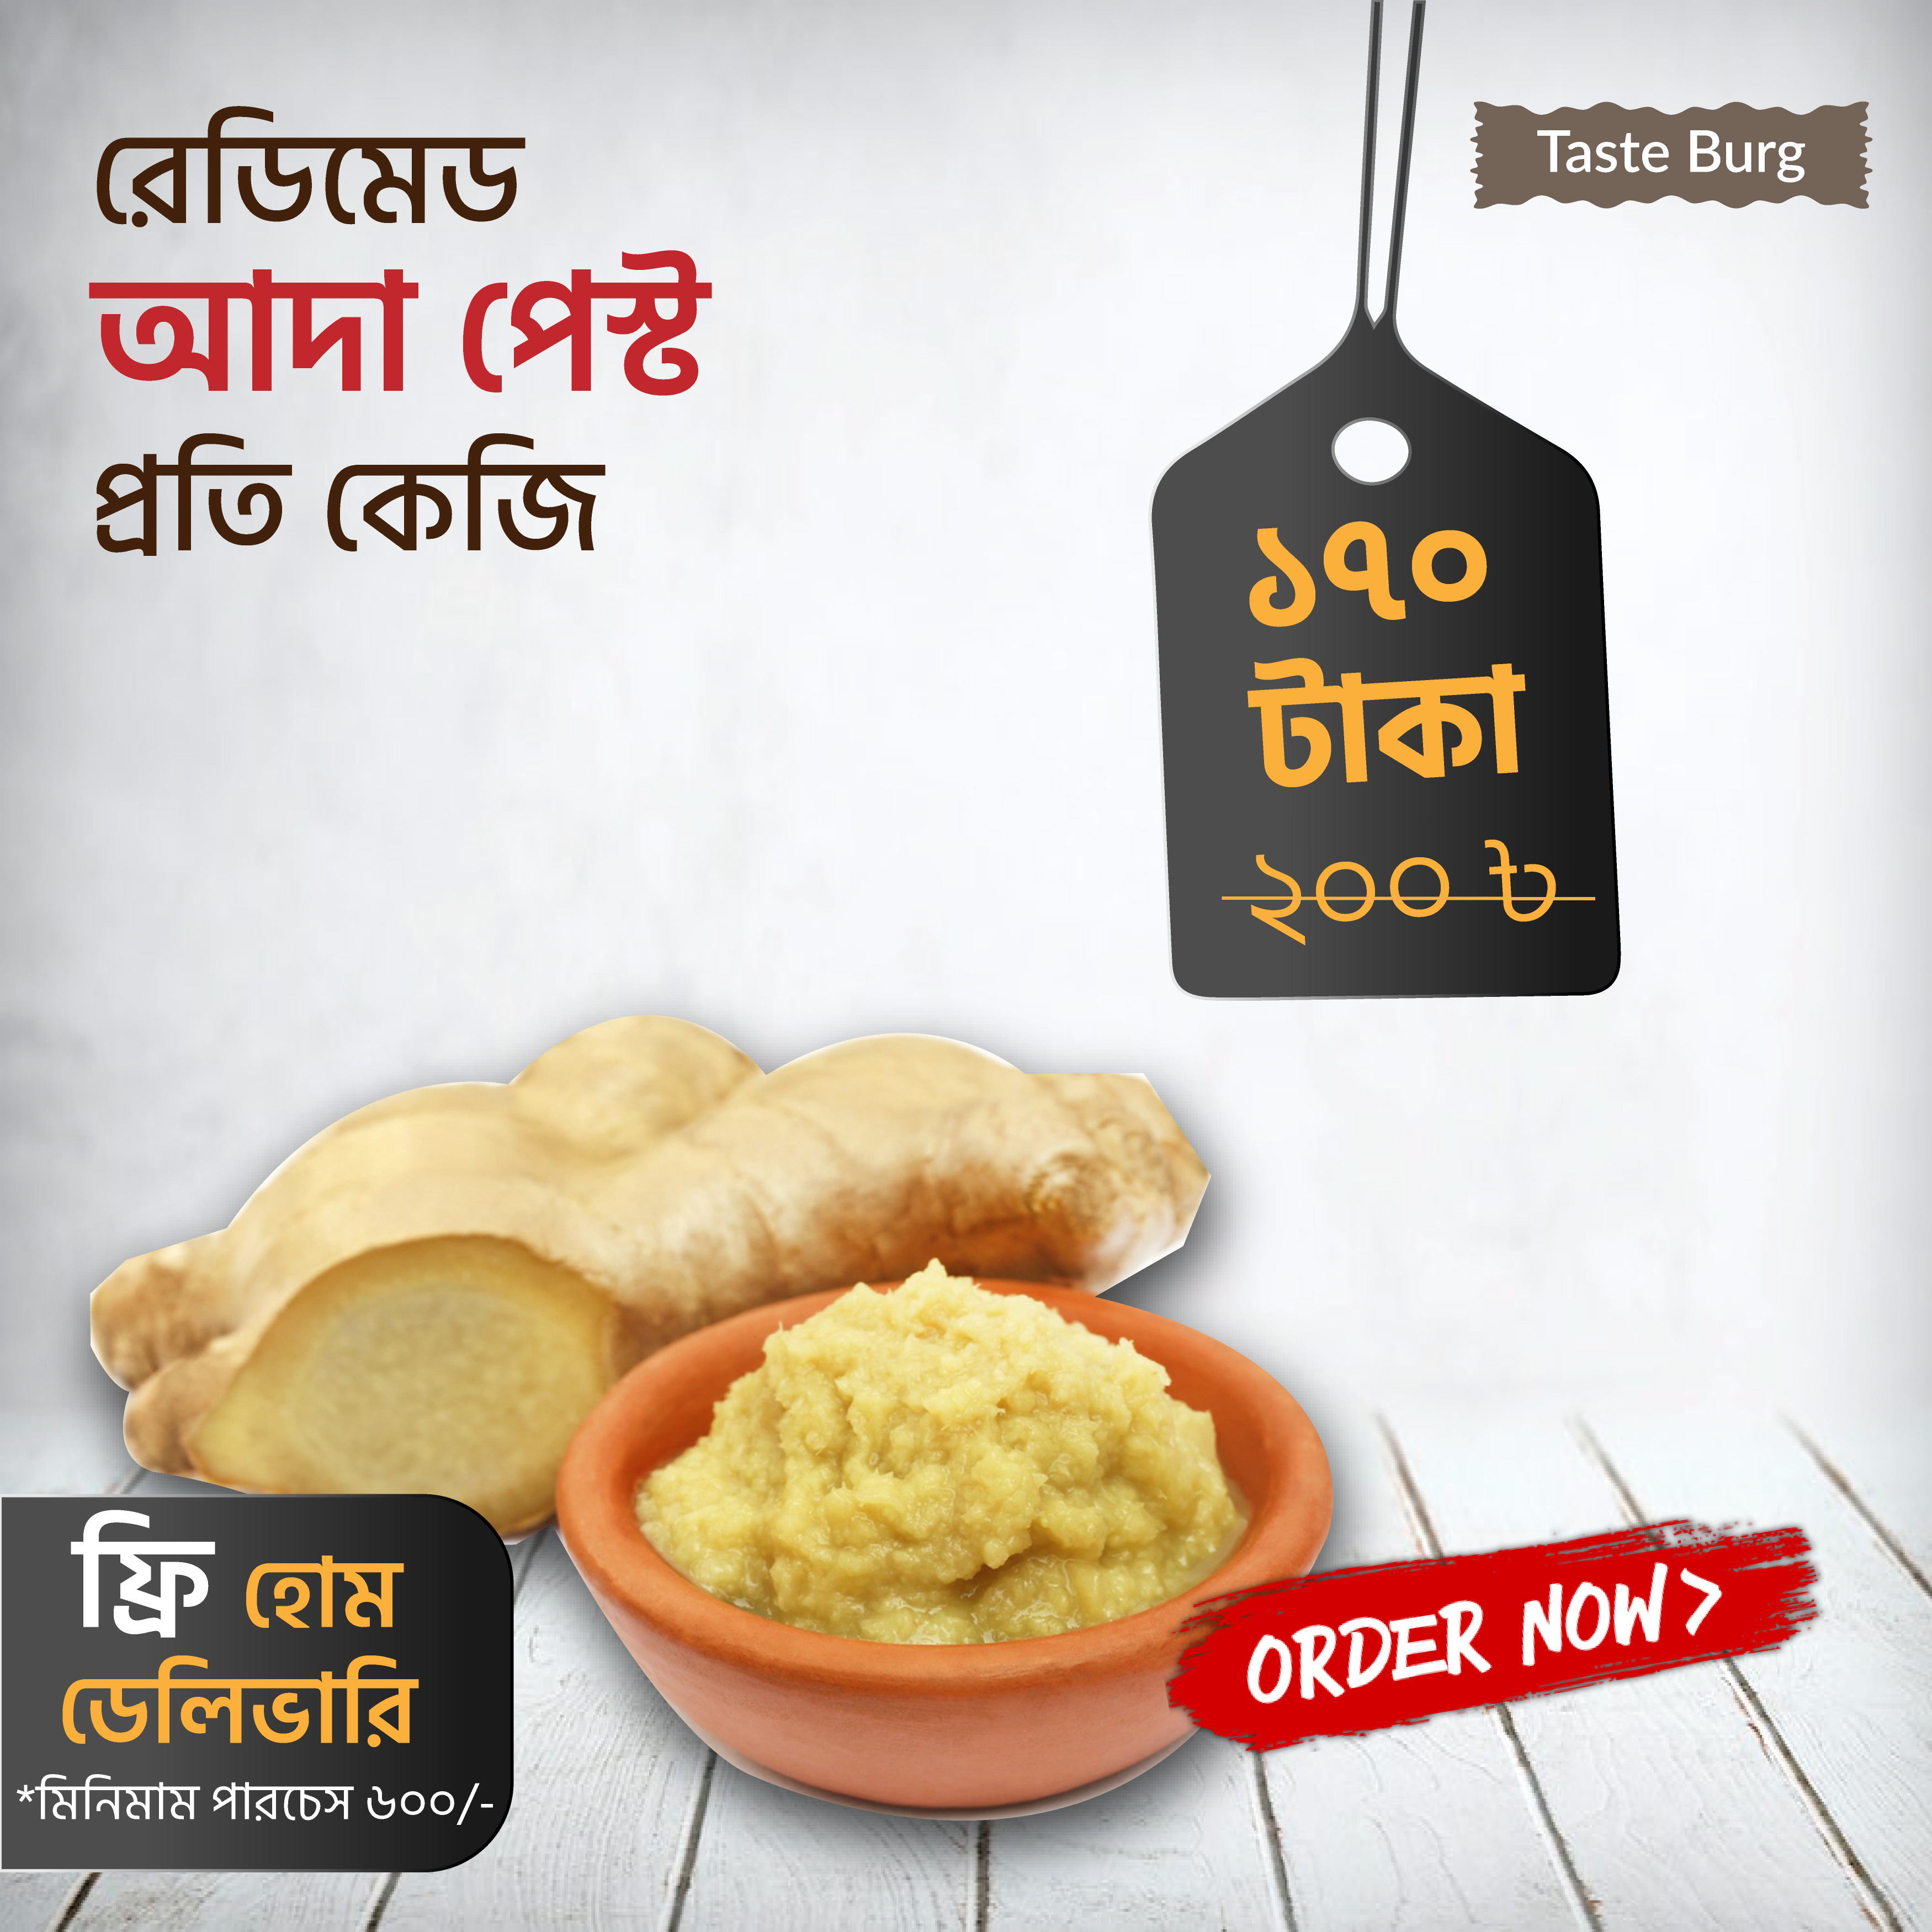 রেডিমেড
আদা পেস্ট
প্রতি কেজি
Taste Burg
১৭০
টাকা
২০০ ৳
ফ্রি হোম
ডেলিভারি
*মিনিমাম পারচেস ৬০০/-
ORDER NOW>